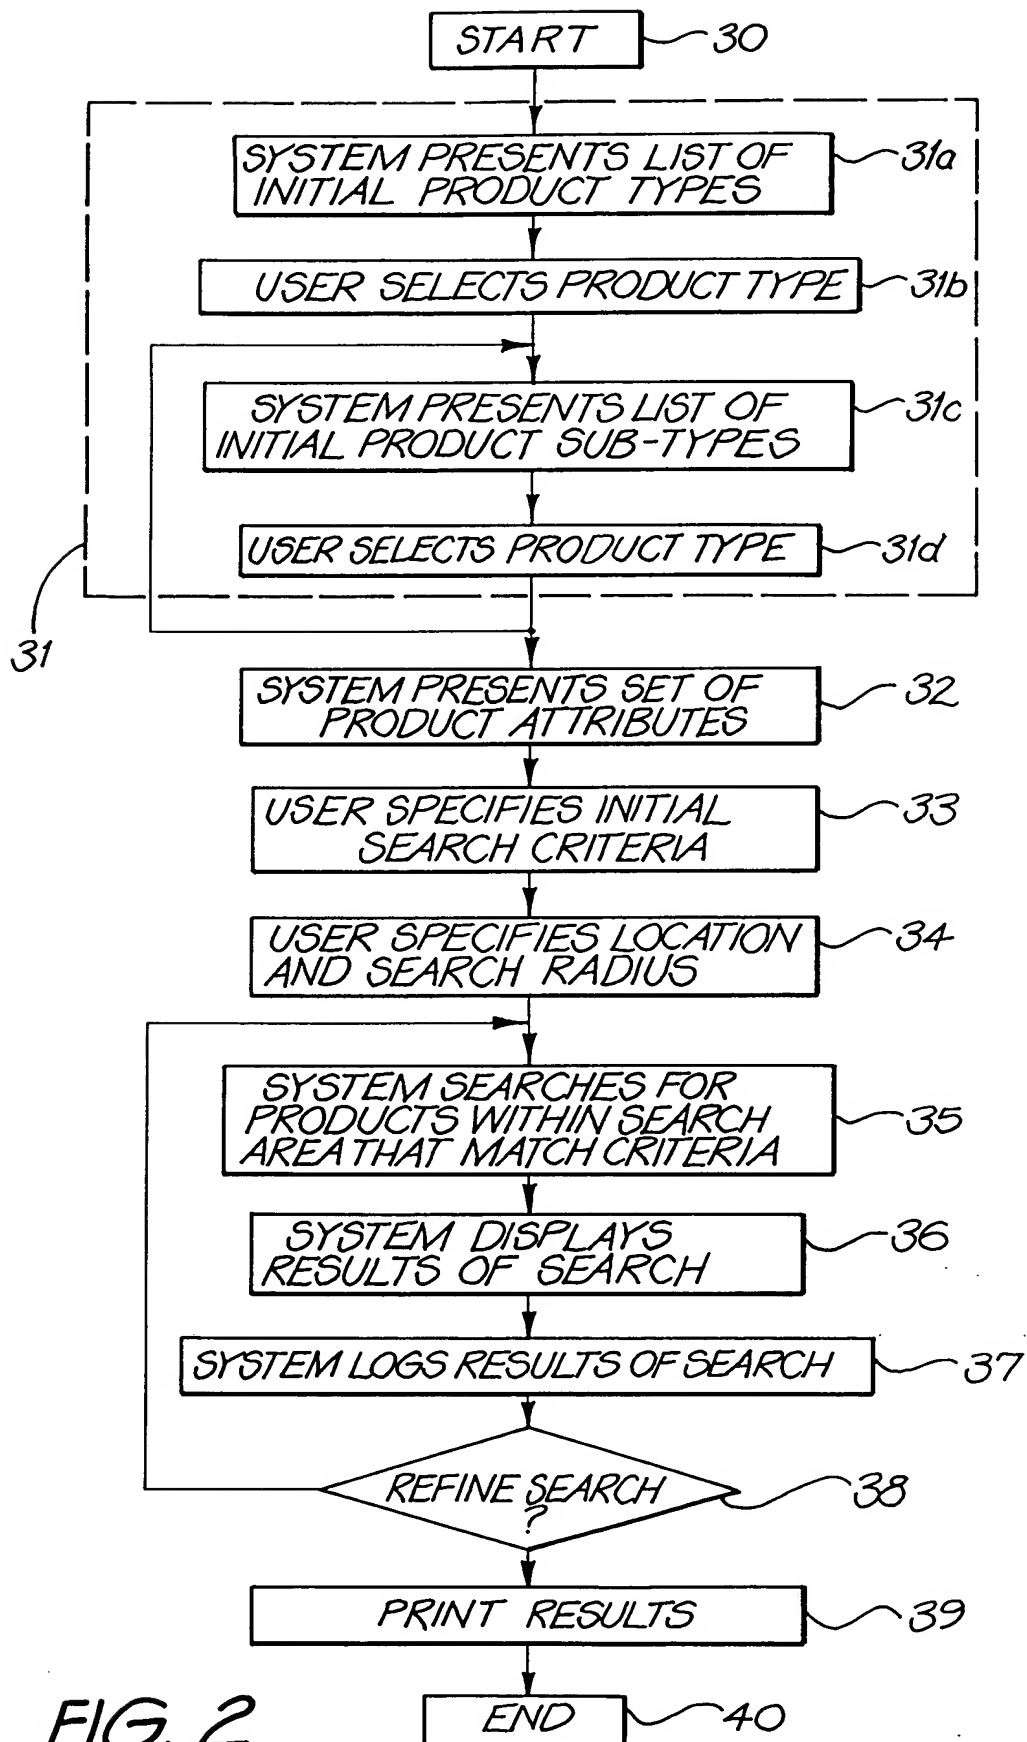 START
30
SYSTEM PRESENTS LIST OF
INITIAL PRODUCT TYPES
31a
USER SELECTS PRODUCT TYPE
31b
SYSTEM PRESENTS LIST OF
INITIAL PRODUCT SUB-TYPES
31c
USER SELECTS PRODUCT TYPE
31d
31
SYSTEM PRESENTS SET OF
PRODUCT ATTRIBUTES
32
USER SPECIFIES INITIAL
SEARCH CRITERIA
33
USER SPECIFIES LOCATION
AND SEARCH RADIUS
34
SYSTEM SEARCHES FOR
PRODUCTS WITHIN SEARCH
AREA THAT MATCH CRITERIA
35
SYSTEM DISPLAYS
RESULTS OF SEARCH
36
SYSTEM LOGS RESULTS OF SEARCH
37
REFINE SEARCH
?
38
PRINT RESULTS
39
END
40
FIG. 2